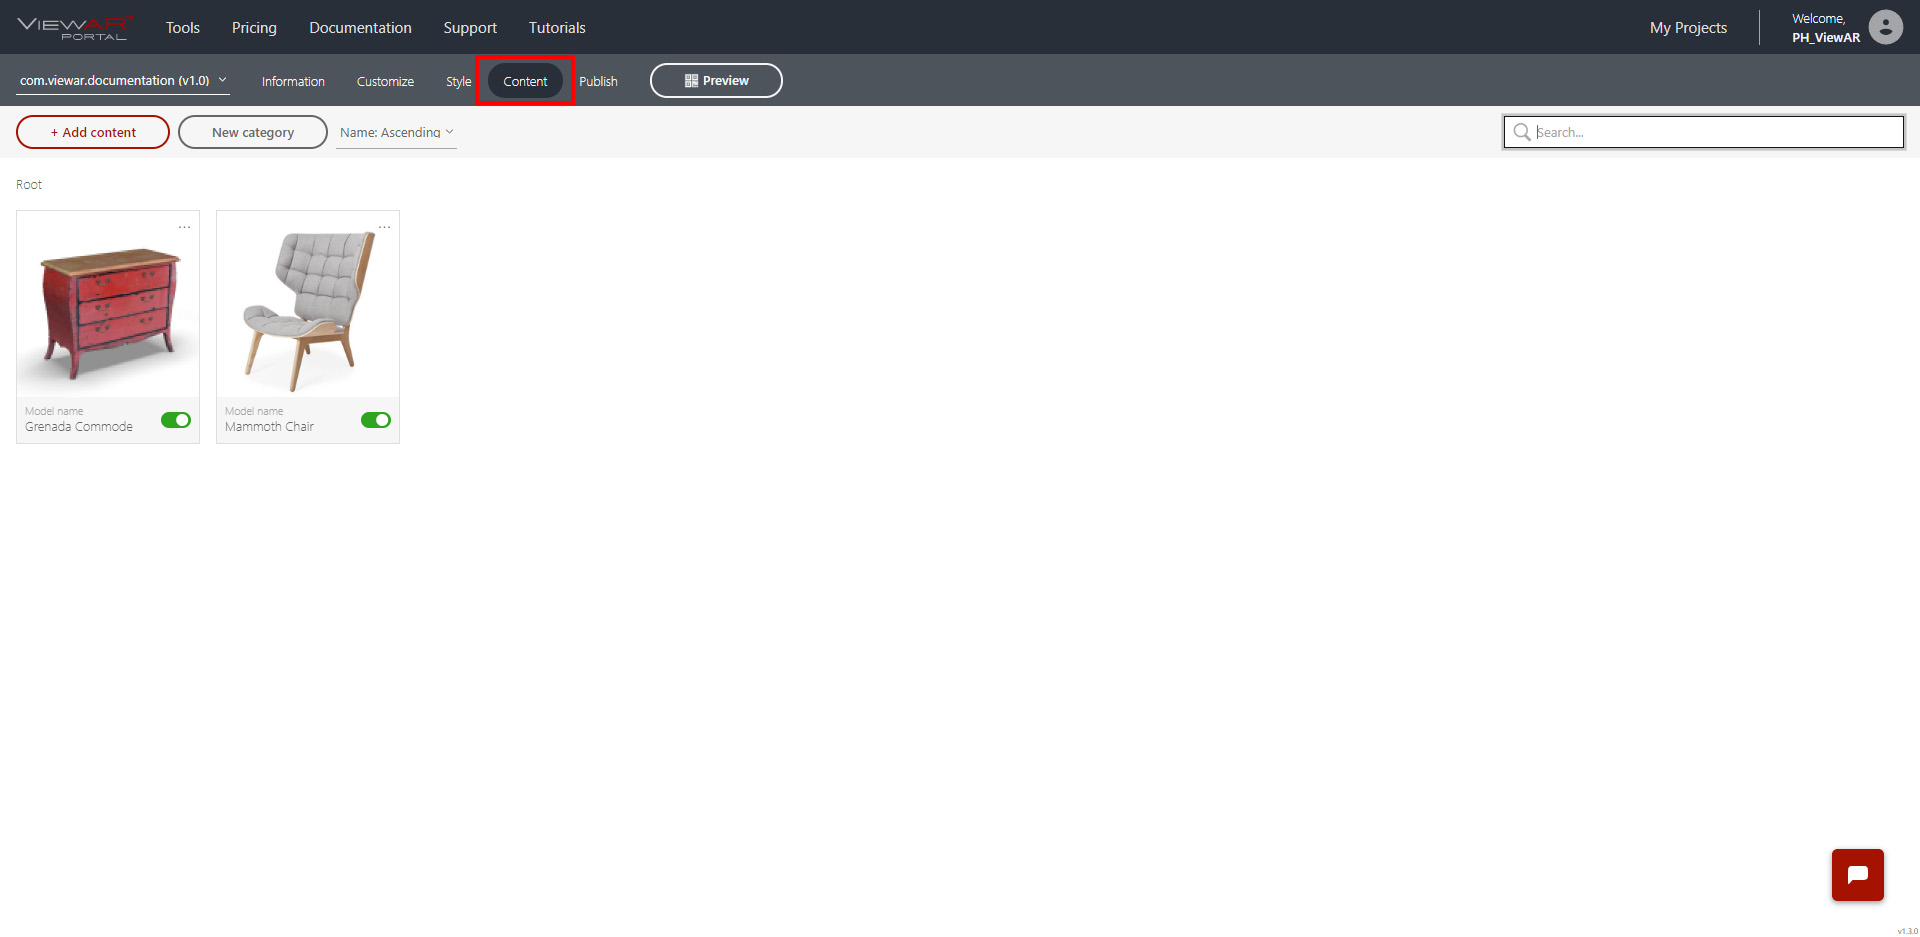 VIEWAR™ PORTAL
Tools Pricing Documentation Support Tutorials
My Projects
Welcome,
PH_ViewAR
com.viewar.documentation (v1.0) Information Customize Style Content Publish Preview
+ Add content New category Name: Ascending Search...
Root
... ...
Model name Model name
Grenada Commode Mammoth Chair
v1.3.0